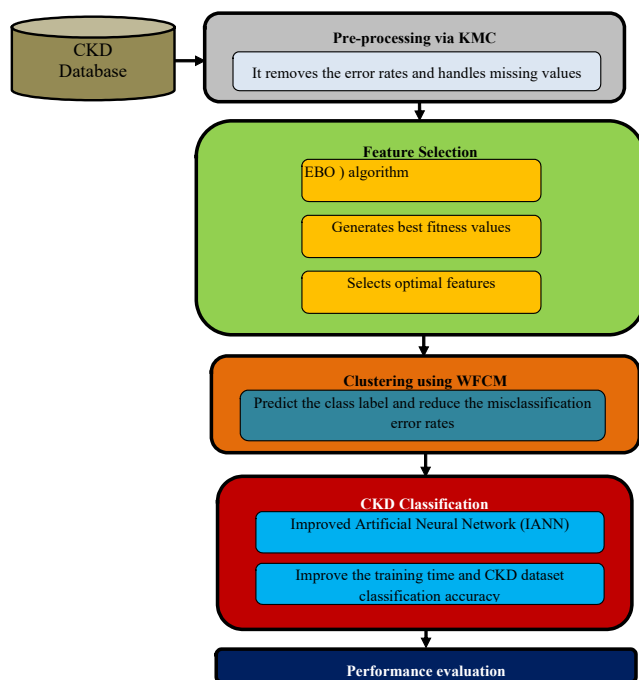 CKD
Database
Pre-processing via KMC
It removes the error rates and handles missing values
Feature Selection
EBO ) algorithm
Generates best fitness values
Selects optimal features
Clustering using WFCM
Predict the class label and reduce the misclassification
error rates
CKD Classification
Improved Artificial Neural Network (IANN)
Improve the training time and CKD dataset
classification accuracy
Performance evaluation